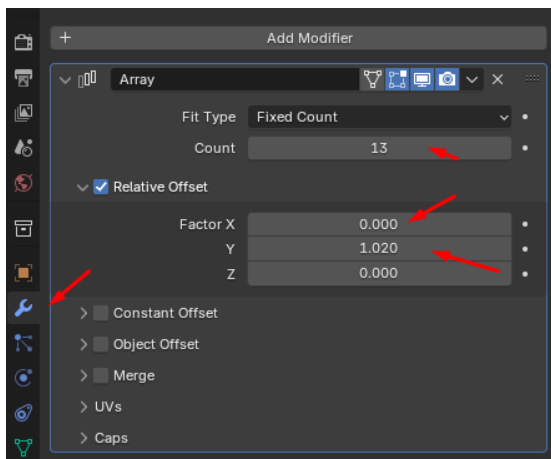 + Add Modifier
Array
Fit Type Fixed Count
Count 13
Relative Offset
Factor X 0.000
Y 1.020
Z 0.000
Constant Offset
Object Offset
Merge
UVs
Caps